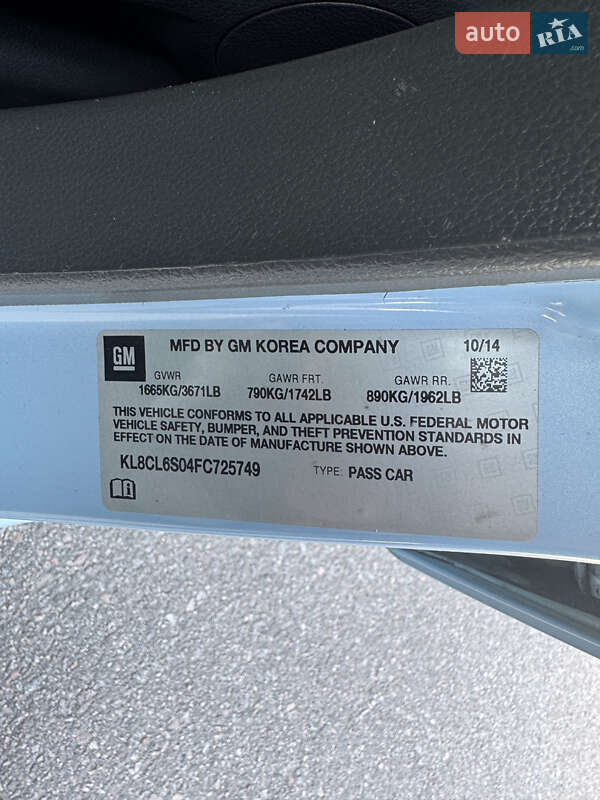 auto RIA.com
GM MFD BY GM KOREA COMPANY 10/14
GVWR GAWR FRT. GAWR RR.
1665KG/3671LB 790KG/1742LB 890KG/1962LB
THIS VEHICLE CONFORMS TO ALL APPLICABLE U.S. FEDERAL MOTOR
VEHICLE SAFETY, BUMPER, AND THEFT PREVENTION STANDARDS IN
EFFECT ON THE DATE OF MANUFACTURE SHOWN ABOVE.
KL8CL6S04FC725749 TYPE: PASS CAR